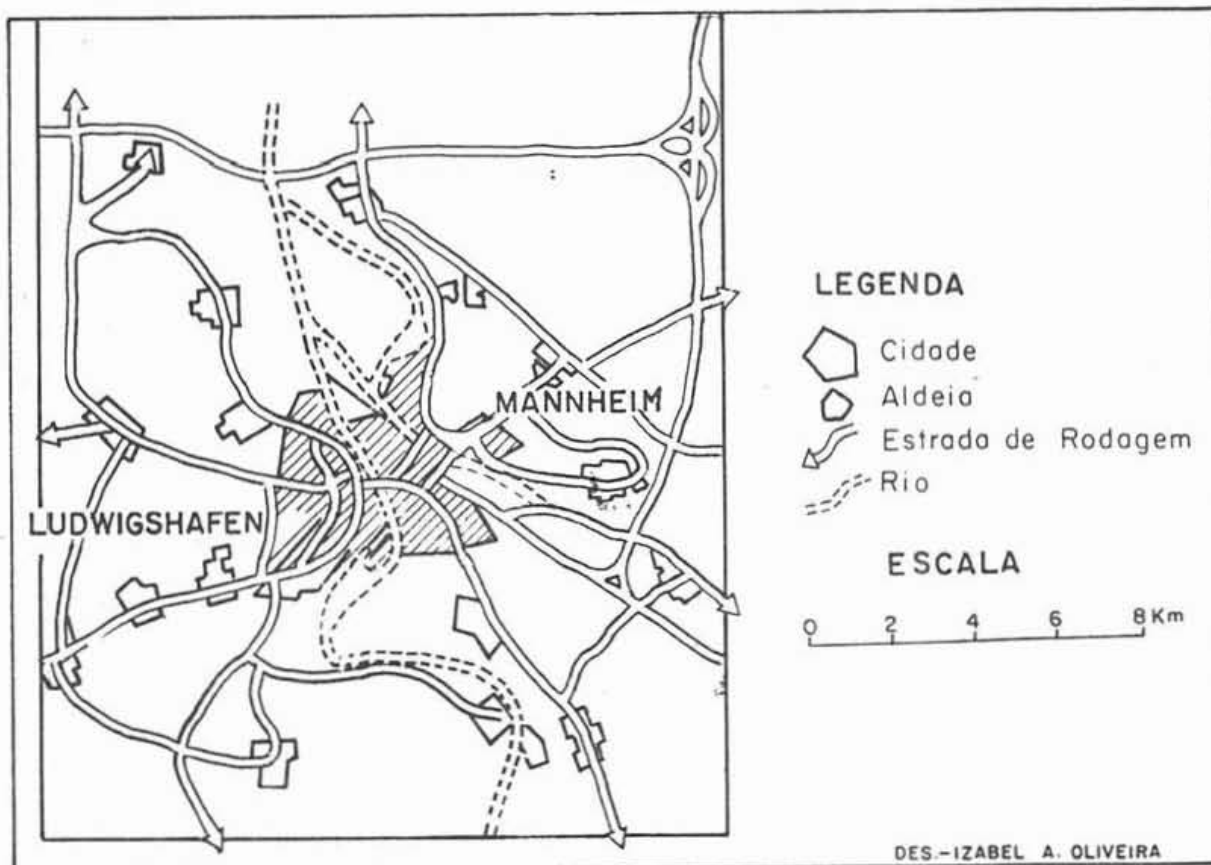 MANNHEIM
LUDWIGSHAFEN
LEGENDA
Cidade
Aldeia
Estrada de Rodagem
Rio
ESCALA
0 2 4 6 8 Km
DES.-IZABEL A. OLIVEIRA